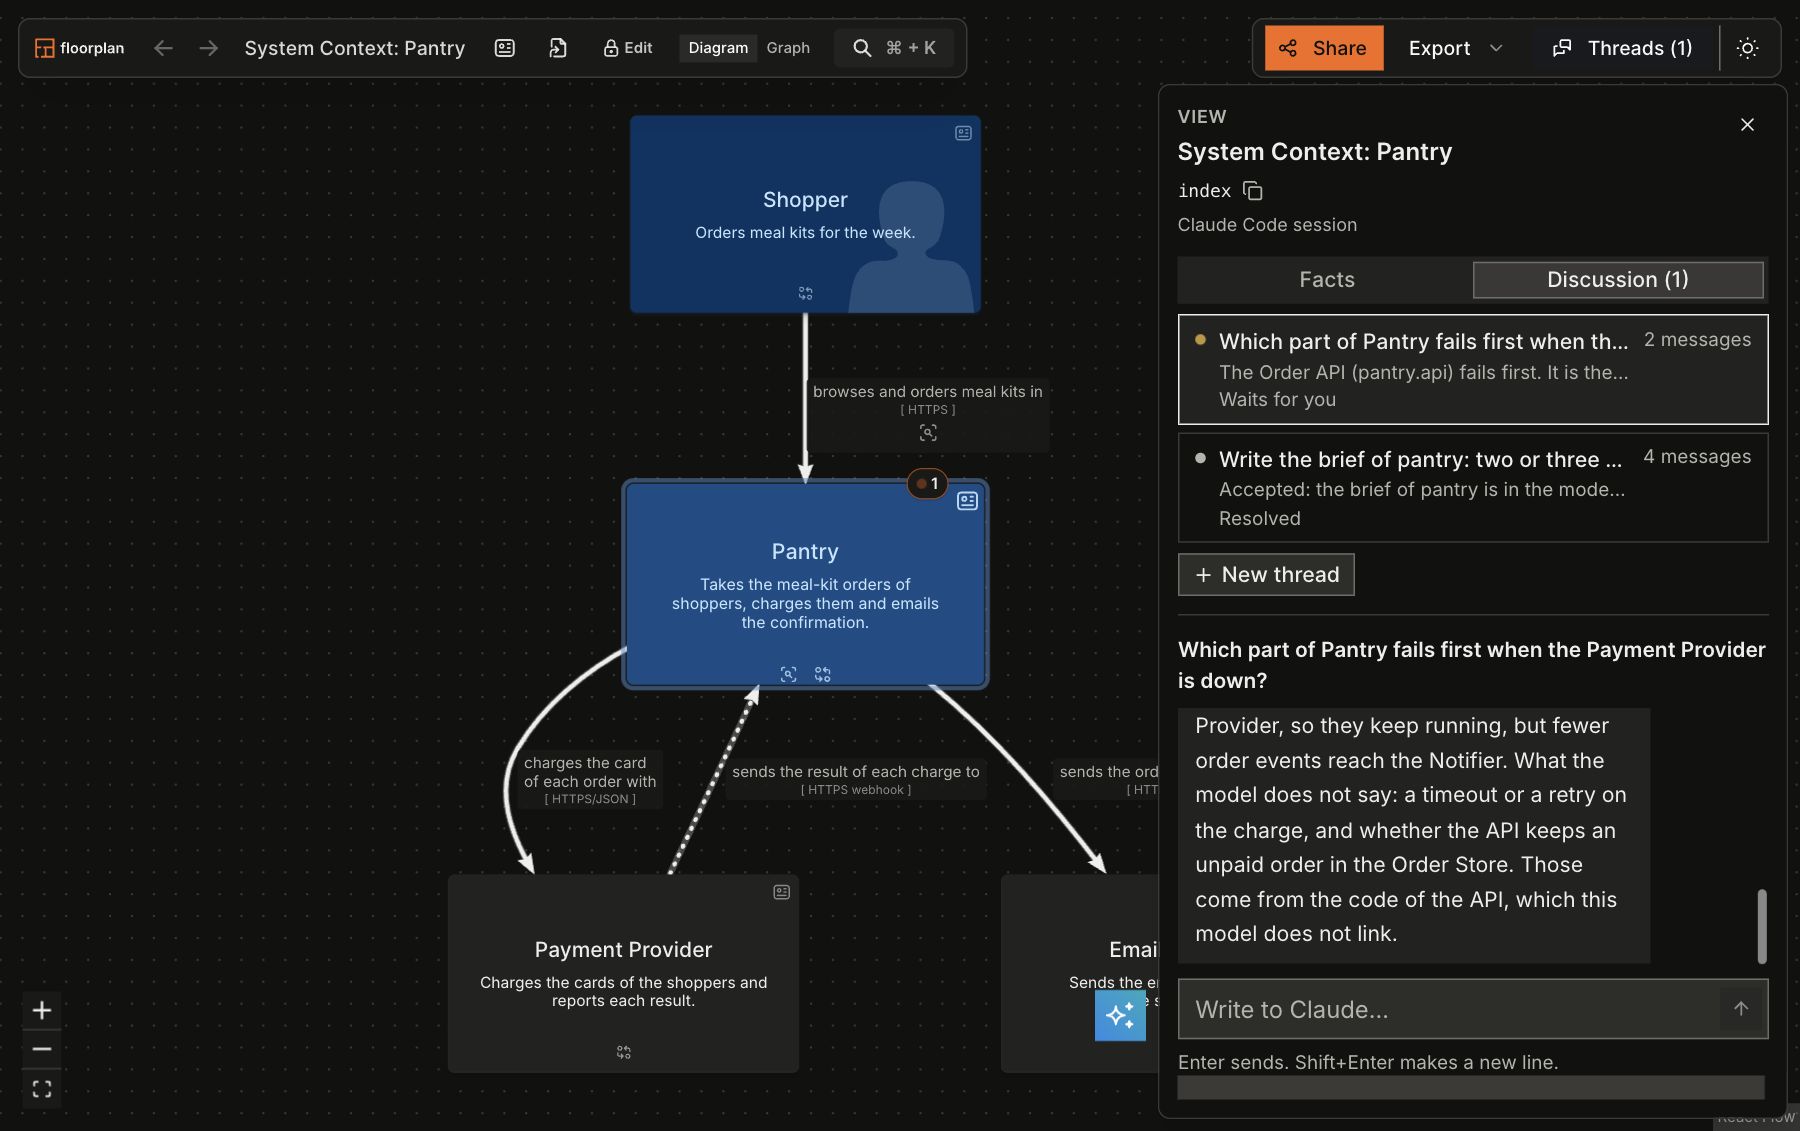 floorplan
System Context: Pantry
Edit
Diagram
Graph
⌘ + K
Share
Export
Threads (1)
Shopper
Orders meal kits for the week.
browses and orders meal kits in
[ HTTPS ]
1
Pantry
Takes the meal-kit orders of
shoppers, charges them and emails
the confirmation.
charges the card
of each order with
[ HTTPS/JSON ]
sends the result of each charge to
[ HTTPS webhook ]
sends the ord
[ HTT
Payment Provider
Charges the cards of the shoppers and
reports each result.
Email
Sends the e
VIEW
System Context: Pantry
index
Claude Code session
Facts
Discussion (1)
Which part of Pantry fails first when th...
2 messages
The Order API (pantry.api) fails first. It is the...
Waits for you
Write the brief of pantry: two or three ...
4 messages
Accepted: the brief of pantry is in the mode...
Resolved
+ New thread
Which part of Pantry fails first when the Payment Provider
is down?
Provider, so they keep running, but fewer
order events reach the Notifier. What the
model does not say: a timeout or a retry on
the charge, and whether the API keeps an
unpaid order in the Order Store. Those
come from the code of the API, which this
model does not link.
Write to Claude...
Enter sends. Shift+Enter makes a new line.
React Flow